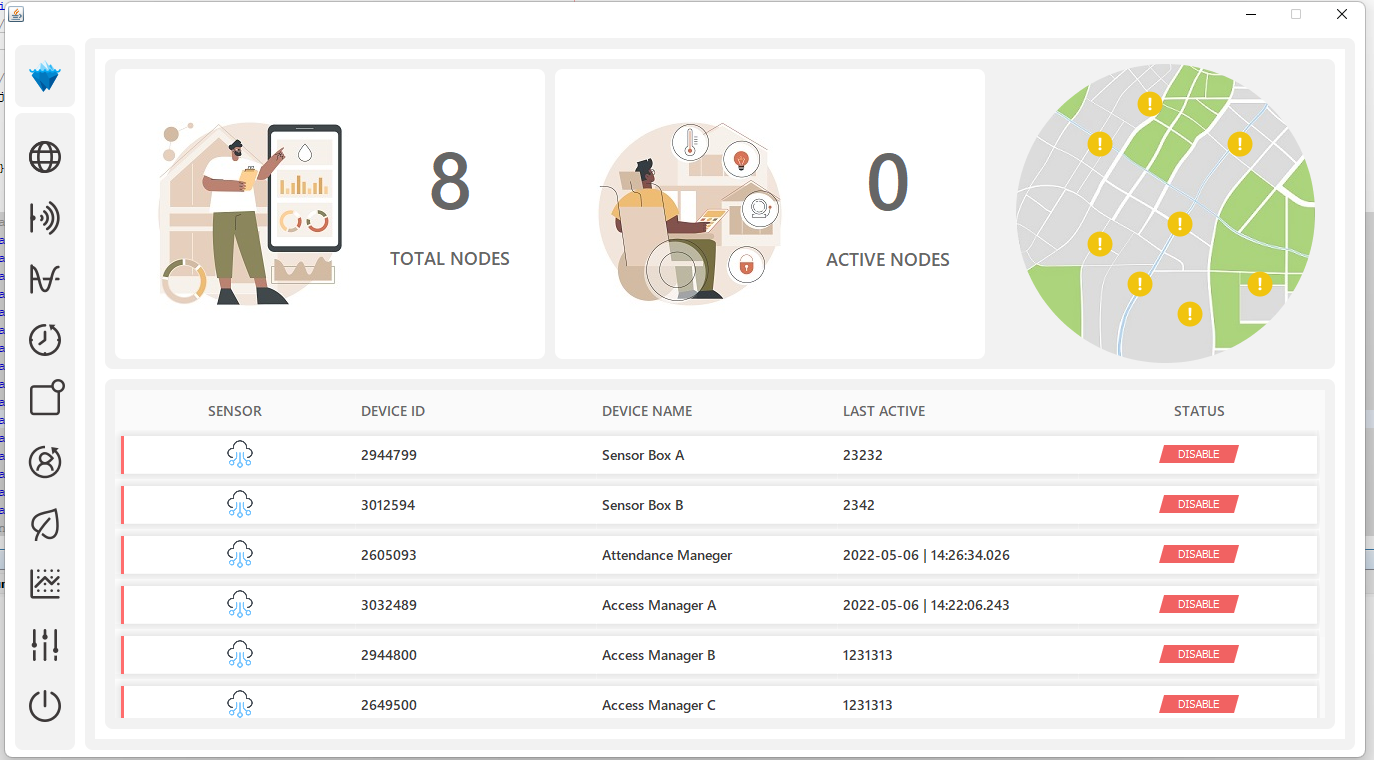 8
TOTAL NODES
0
ACTIVE NODES
! ! ! ! ! ! ! !
SENSOR DEVICE ID DEVICE NAME LAST ACTIVE STATUS
2944799 Sensor Box A 23232 DISABLE
3012594 Sensor Box B 2342 DISABLE
2605093 Attendance Maneger 2022-05-06 | 14:26:34.026 DISABLE
3032489 Access Manager A 2022-05-06 | 14:22:06.243 DISABLE
2944800 Access Manager B 1231313 DISABLE
2649500 Access Manager C 1231313 DISABLE